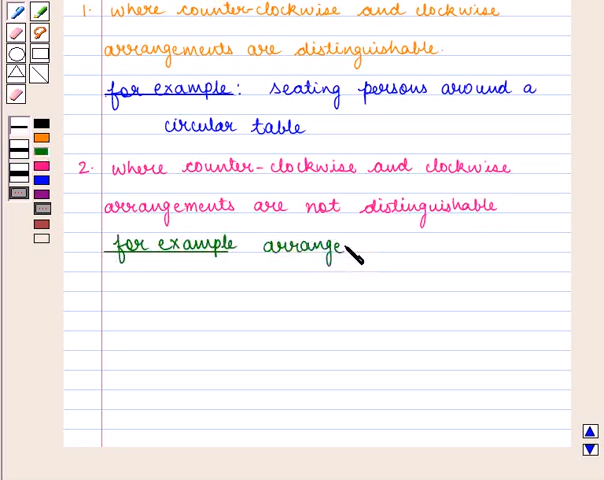 1. where counter-clockwise and clockwise
arrangements are distinguishable.
for example: seating persons around a
circular table
2. where counter-clockwise and clockwise
arrangements are not distinguishable
for example arrange